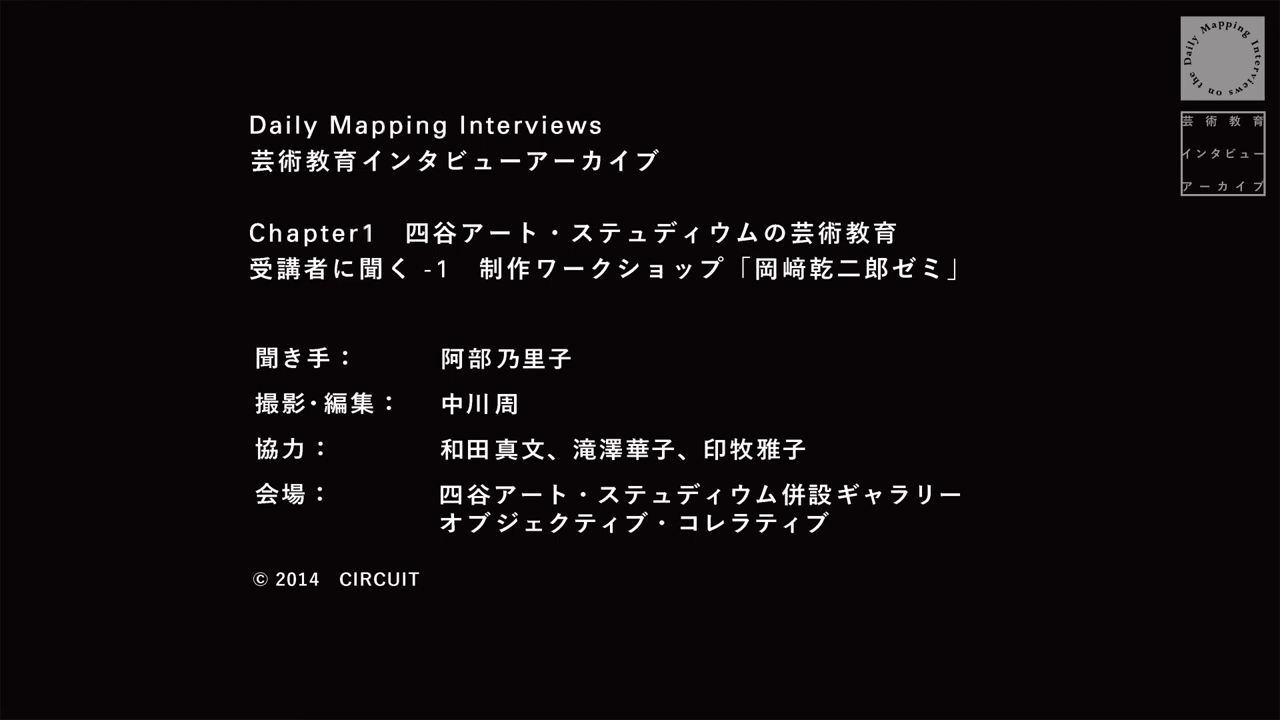 Daily Mapping Interviews
芸術教育インタビューアーカイブ
Chapter1　四谷アート・ステュディウムの芸術教育
受講者に聞く -1　制作ワークショップ「岡﨑乾二郎ゼミ」
聞き手：　阿部乃里子
撮影・編集：　中川周
協力：　和田真文、滝澤華子、印牧雅子
会場：　四谷アート・ステュディウム併設ギャラリー
オブジェクティブ・コレラティブ
© 2014　CIRCUIT
Daily Mapping Interviews on the
芸術教育
インタビュー
アーカイブ